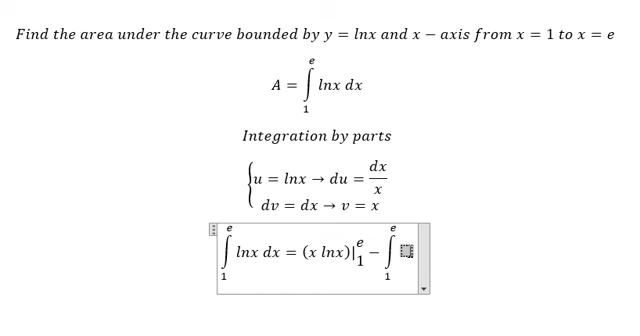 Find the area under the curve bounded by y = lnx and x − axis from x = 1 to x = e
A = ∫₁ᵉ lnx dx
Integration by parts
{u = lnx → du = dx/x
dv = dx → v = x
∫₁ᵉ lnx dx = (x lnx)|₁ᵉ − ∫₁ᵉ